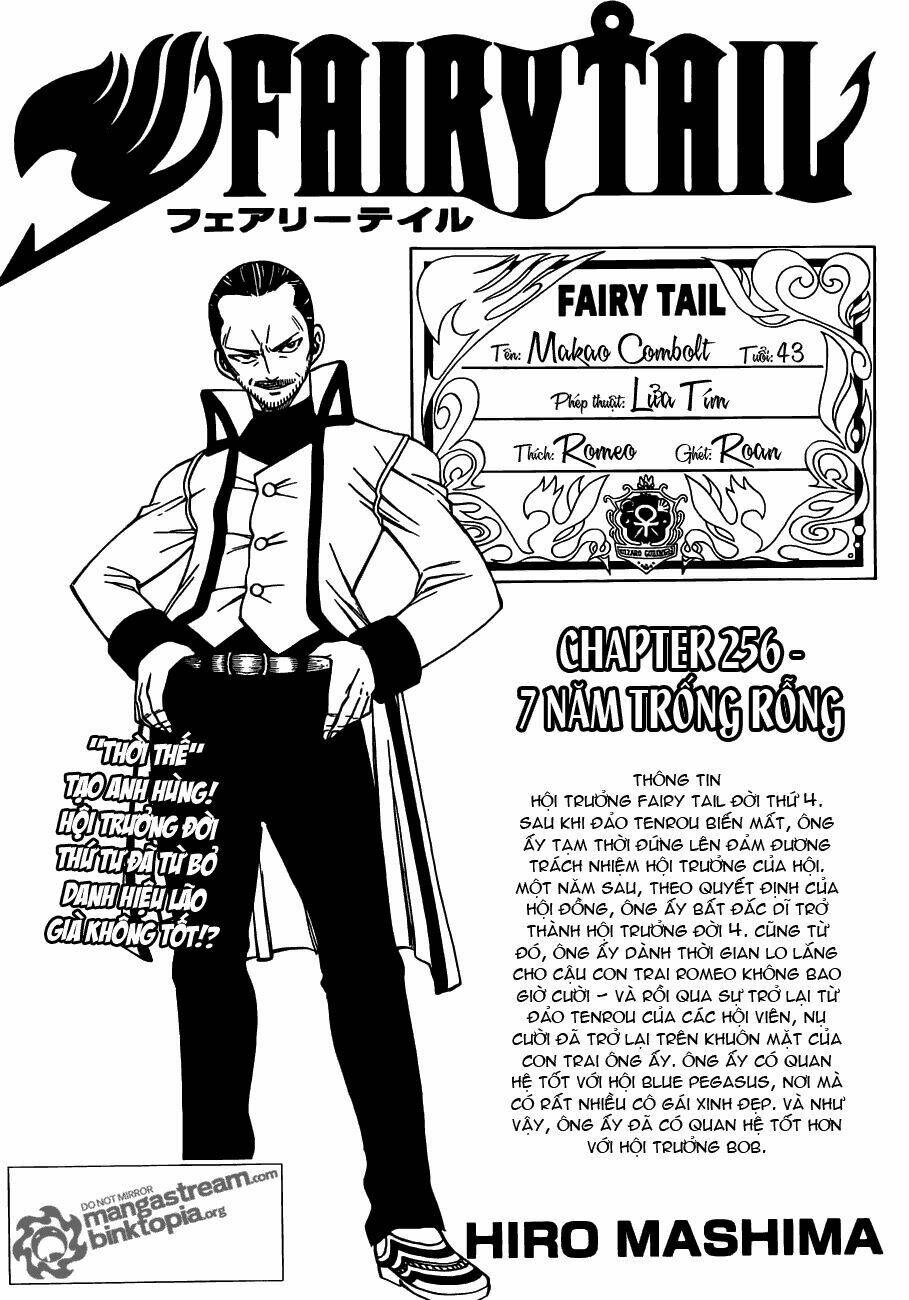 FAIRY TAIL
フェアリーテイル
FAIRY TAIL
Tên: Makao Combolt Tuổi: 43
Phép thuật: Lửa Tím
Thích: Romeo Ghét: Roan
CHAPTER 256 -
7 NĂM TRỐNG RỖNG
"THỜI THẾ"
TẠO ANH HÙNG!
HỘI TRƯỞNG ĐỜI
THỨ TƯ ĐÃ TỪ BỎ
DANH HIỆU LÃO
GIÀ KHÔNG TỐT!?
THÔNG TIN
HỘI TRƯỞNG FAIRY TAIL ĐỜI THỨ 4.
SAU KHI ĐẢO TENROU BIẾN MẤT, ÔNG
ẤY TẠM THỜI ĐỨNG LÊN ĐẢM ĐƯƠNG
TRÁCH NHIỆM HỘI TRƯỞNG CỦA HỘI.
MỘT NĂM SAU, THEO QUYẾT ĐỊNH CỦA
HỘI ĐỒNG, ÔNG ẤY BẤT ĐẮC DĨ TRỞ
THÀNH HỘI TRƯỞNG ĐỜI 4. CŨNG TỪ
ĐÓ, ÔNG ẤY DÀNH THỜI GIAN LO LẮNG
CHO CẬU CON TRAI ROMEO KHÔNG BAO
GIỜ CƯỜI – VÀ RỒI QUA SỰ TRỞ LẠI TỪ
ĐẢO TENROU CỦA CÁC HỘI VIÊN, NỤ
CƯỜI ĐÃ TRỞ LẠI TRÊN KHUÔN MẶT CỦA
CON TRAI ÔNG ẤY. ÔNG ẤY CÓ QUAN
HỆ TỐT VỚI HỘI BLUE PEGASUS, NƠI MÀ
CÓ RẤT NHIỀU CÔ GÁI XINH ĐẸP. VÀ NHƯ
VẬY, ÔNG ẤY ĐÃ CÓ QUAN HỆ TỐT HƠN
VỚI HỘI TRƯỞNG BOB.
DO NOT MIRROR
mangastream.com
binktopia.org
HIRO MASHIMA